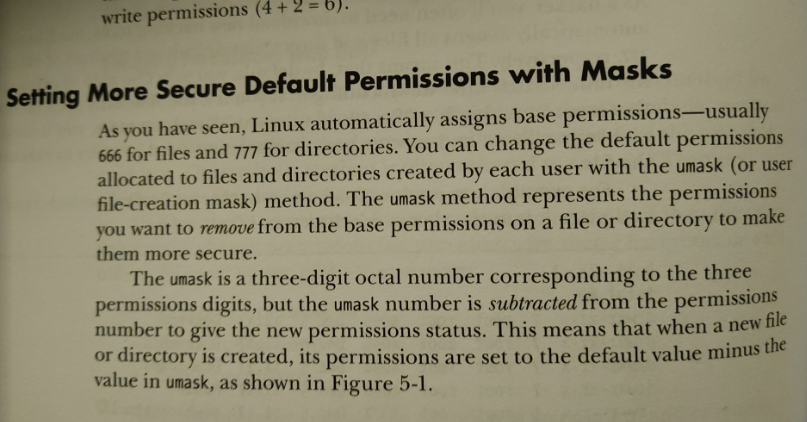 write permissions (4 + 2 = 6).
Setting More Secure Default Permissions with Masks
As you have seen, Linux automatically assigns base permissions—usually
666 for files and 777 for directories. You can change the default permissions
allocated to files and directories created by each user with the umask (or user
file-creation mask) method. The umask method represents the permissions
you want to remove from the base permissions on a file or directory to make
them more secure.
The umask is a three-digit octal number corresponding to the three
permissions digits, but the umask number is subtracted from the permissions
number to give the new permissions status. This means that when a new file
or directory is created, its permissions are set to the default value minus the
value in umask, as shown in Figure 5-1.